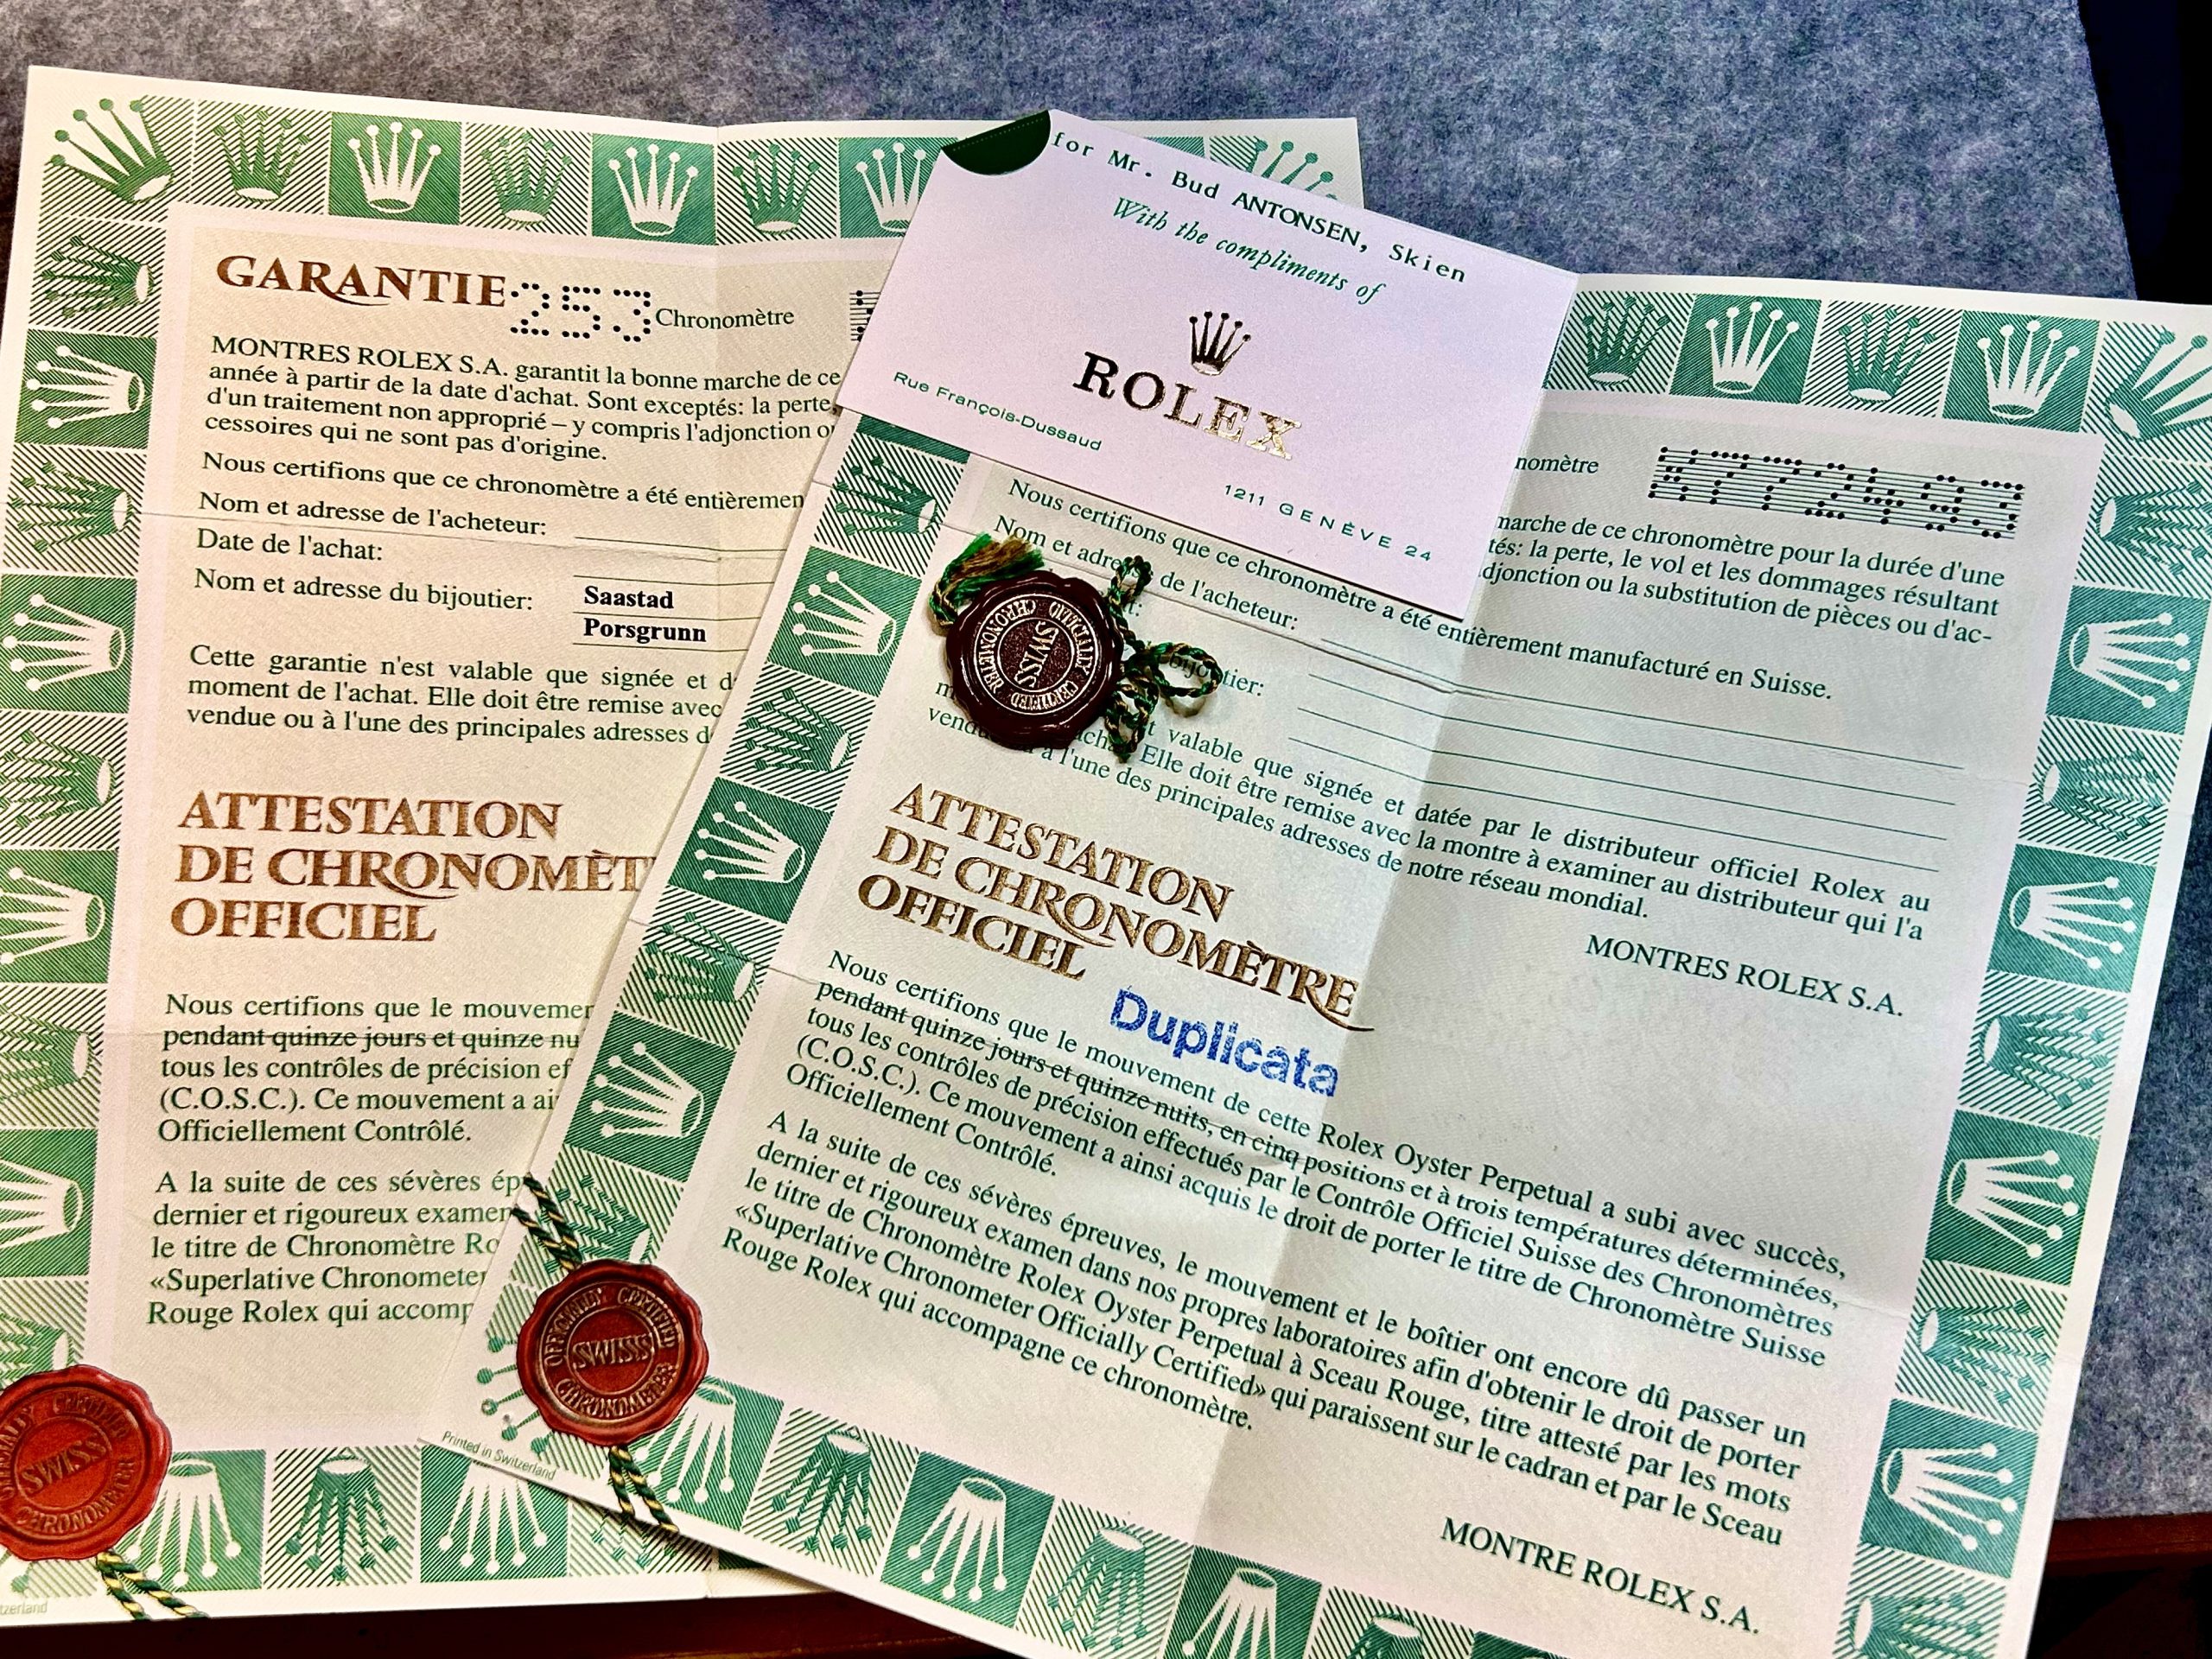 GARANTIE 253 Chronomètre
MONTRES ROLEX S.A. garantit la bonne marche de ce
année à partir de la date d'achat. Sont exceptés: la perte,
d'un traitement non approprié – y compris l'adjonction
cessoires qui ne sont pas d'origine.
Nous certifions que ce chronomètre a été
Nom et adresse de l'acheteur:
Date de l'achat:
Nom et adresse du bijoutier: Saastad
Porsgrunn
Cette garantie n'est valable que signée et
moment de l'achat. Elle doit être remise avec
vendue ou à l'une des principales adresses
ATTESTATION
DE
OFFICIEL
Nous certifions que le
pendant quinze jours et quinze
tous les contrôles de précision
(C.O.S.C.). Ce mouvement a
Officiellement Contrôlé.
A la suite de ces sévères
dernier et rigoureux
le titre de Chronomètre
«Superlative
Rouge Rolex qui
OFFICIALLY CERTIFIED
SWISS
CHRONOMETER
for Mr. Bud ANTONSEN, Skien
With the compliments of
ROLEX
Rue François-Dussaud
1211 GENÈVE 24
marche de ce chronomètre pour la durée d'une
la perte, le vol et les dommages résultant
ou la substitution de pièces ou d'ac-
Nous certifions que ce chronomètre a été entièrement manufacturé en Suisse.
Nom et de l'acheteur:
OFFICIALLY CERTIFIED
SWISS
CHRONOMETER
valable que signée et datée par le distributeur officiel Rolex au
Elle doit être remise avec la montre à examiner au distributeur qui l'a
à l'une des principales adresses de notre réseau mondial.
MONTRES ROLEX S.A.
ATTESTATION
DE CHRONOMÈTRE
OFFICIEL
Duplicata
Nous certifions que le mouvement de cette Rolex Oyster Perpetual a subi avec succès,
pendant quinze jours et quinze nuits, en cinq positions et à trois températures déterminées,
tous les contrôles de précision effectués par le Contrôle Officiel Suisse des Chronomètres
(C.O.S.C.). Ce mouvement a ainsi acquis le droit de porter le titre de Chronomètre Suisse
Officiellement Contrôlé.
A la suite de ces sévères épreuves, le mouvement et le boîtier ont encore dû passer un
dernier et rigoureux examen dans nos propres laboratoires afin d'obtenir le droit de porter
le titre de Chronomètre Rolex Oyster Perpetual à Sceau Rouge, titre attesté par les mots
«Superlative Chronometer Officially Certified» qui paraissent sur le cadran et par le Sceau
Rouge Rolex qui accompagne ce chronomètre.
MONTRE ROLEX S.A.
OFFICIALLY CERTIFIED
SWISS
CHRONOMETER
Printed in Switzerland